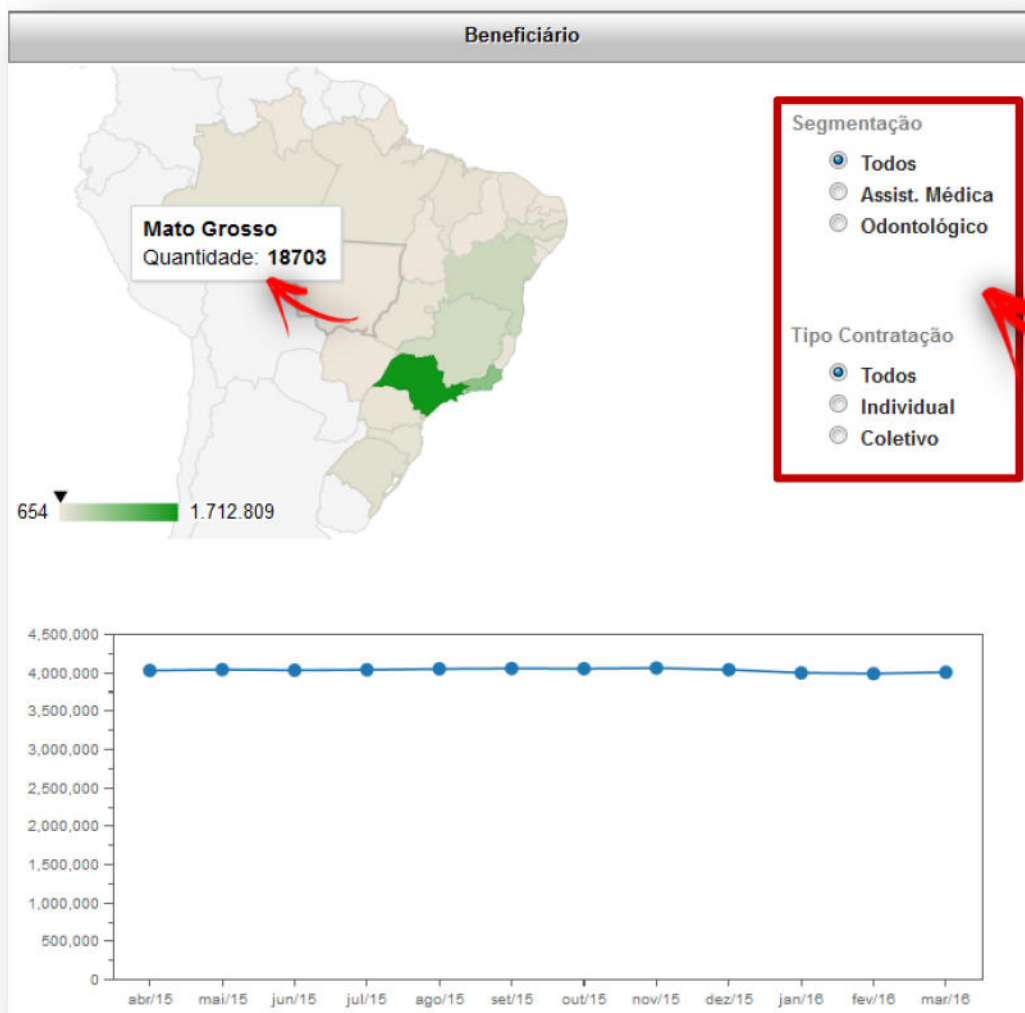 Beneficiário
Segmentação
Todos
Assist. Médica
Odontológico
Mato Grosso
Quantidade: 18703
Tipo Contratação
Todos
Individual
Coletivo
654
1.712.809
4,500,000
4,000,000
3,500,000
3,000,000
2,500,000
2,000,000
1,500,000
1,000,000
500,000
0
abr/15 mai/15 jun/15 jul/15 ago/15 set/15 out/15 nov/15 dez/15 jan/16 fev/16 mar/16